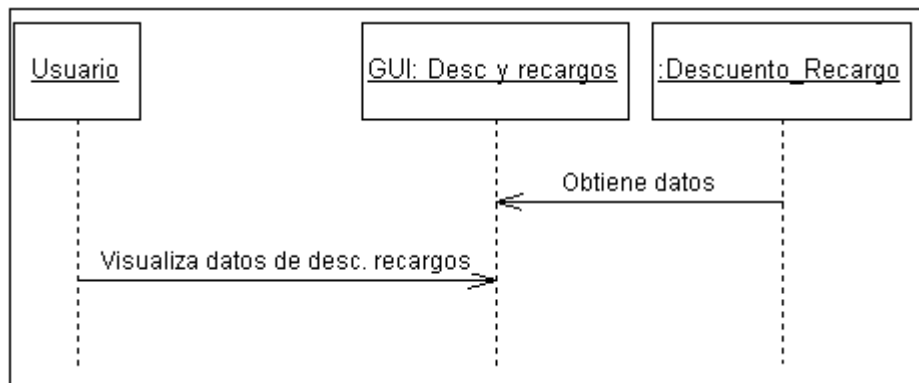 Usuario
GUI: Desc y recargos
:Descuento_Recargo
Obtiene datos
Visualiza datos de desc. recargos